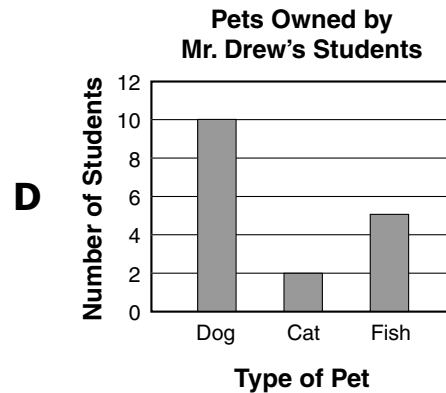 Pets Owned by
Mr. Drew's Students
D
Number of Students
12
10
8
6
4
2
0
Dog Cat Fish
Type of Pet